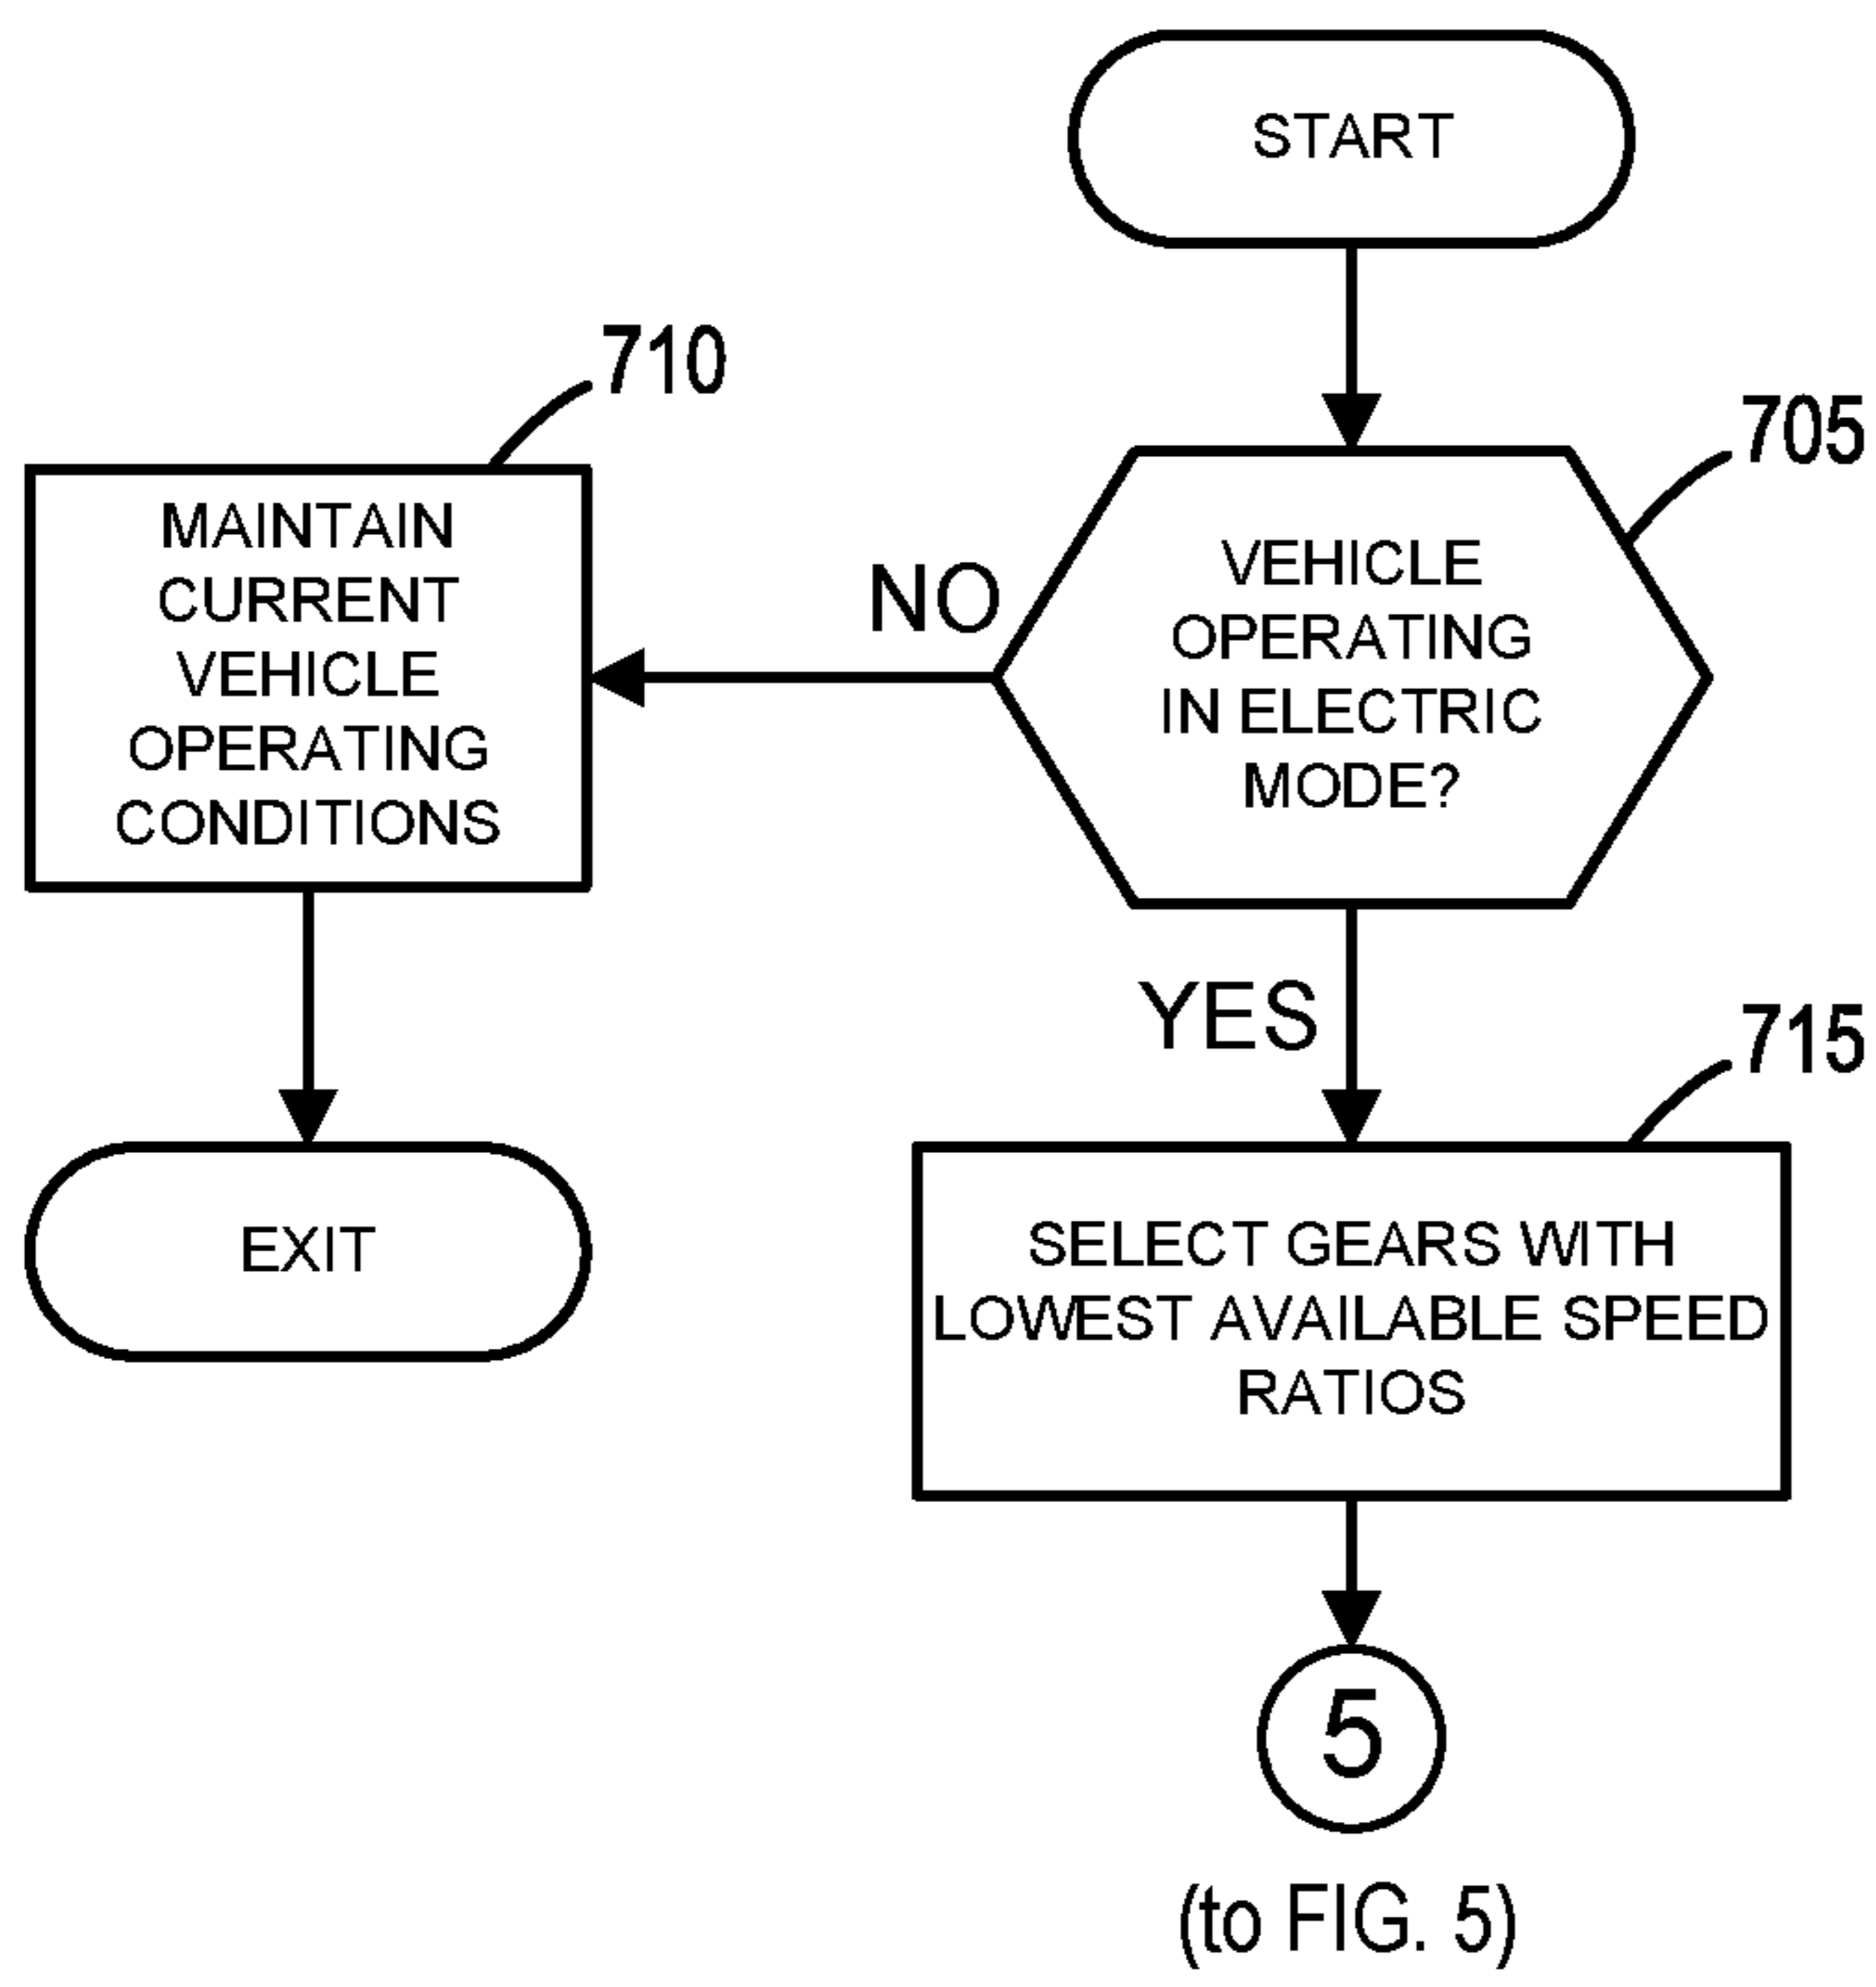 START
710
705
MAINTAIN
CURRENT
VEHICLE
OPERATING
CONDITIONS
NO
VEHICLE
OPERATING
IN ELECTRIC
MODE?
YES
715
EXIT
SELECT GEARS WITH
LOWEST AVAILABLE SPEED
RATIOS
5
(to FIG. 5)